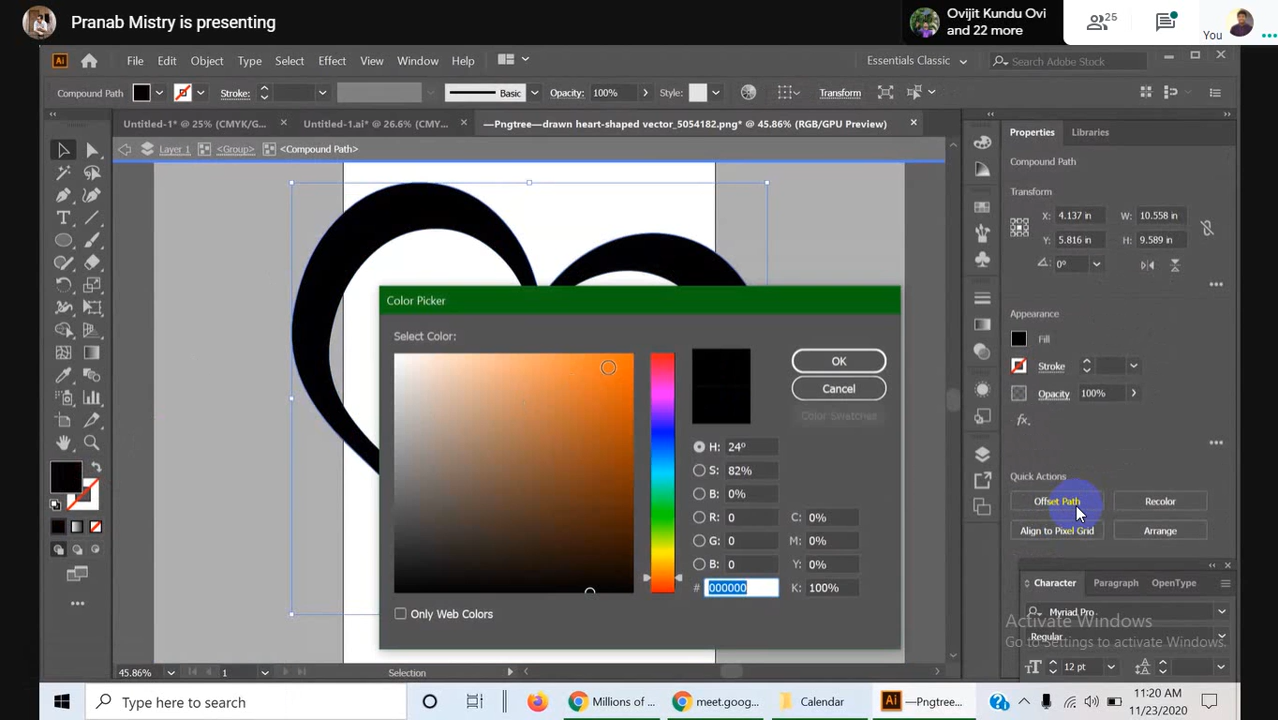 Pranab Mistry is presenting
Ovijit Kundu Ovi
and 22 more
25
You
Ai
File Edit Object Type Select Effect View Window Help
Essentials Classic
Search Adobe Stock
Compound Path
Stroke:
Basic
Opacity: 100%
Style:
Transform
Untitled-1* @ 25% (CMYK/G...
Untitled-1.ai* @ 26.6% (CMY...
—Pngtree—drawn heart-shaped vector_5054182.png* @ 45.86% (RGB/GPU Preview)
Layer 1
<Group>
<Compound Path>
Properties
Libraries
Compound Path
Transform
X: 4.137 in
W: 10.558 in
Y: 5.816 in
H: 9.589 in
0°
Appearance
Fill
Stroke
Opacity 100%
fx.
Quick Actions
Offset Path
Recolor
Align to Pixel Grid
Arrange
Character
Paragraph
OpenType
Myriad Pro
Regular
12 pt
Color Picker
Select Color:
OK
Cancel
Color Swatches
H: 24°
S: 82%
B: 0%
R: 0
G: 0
B: 0
# 000000
C: 0%
M: 0%
Y: 0%
K: 100%
Only Web Colors
45.86%
1
Selection
Activate Windows
Go to Settings to activate Windows.
Type here to search
Millions of ...
meet.goog...
Calendar
Ai
—Pngtree...
11:20 AM
11/23/2020